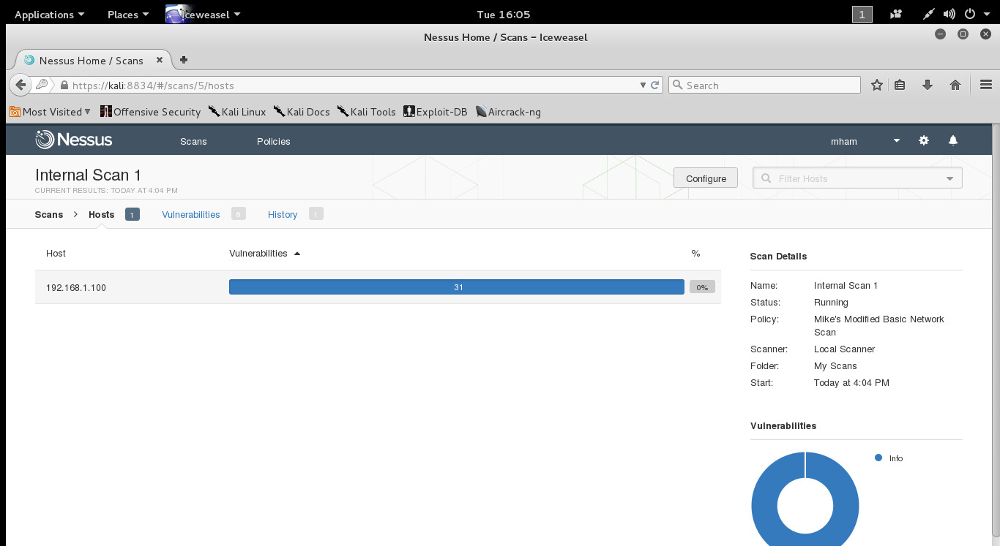 Applications Places Iceweasel Tue 16:05 1
Nessus Home / Scans - Iceweasel
Nessus Home / Scans
https://kali:8834/#/scans/5/hosts Search
Most Visited Offensive Security Kali Linux Kali Docs Kali Tools Exploit-DB Aircrack-ng
Nessus Scans Policies mham
Internal Scan 1 Configure Filter Hosts
CURRENT RESULTS: TODAY AT 4:04 PM
Scans > Hosts 1 Vulnerabilities 6 History 1
Host Vulnerabilities %
192.168.1.100 31 0%
Scan Details
Name: Internal Scan 1
Status: Running
Policy: Mike's Modified Basic Network
Scan
Scanner: Local Scanner
Folder: My Scans
Start: Today at 4:04 PM
Vulnerabilities
Info